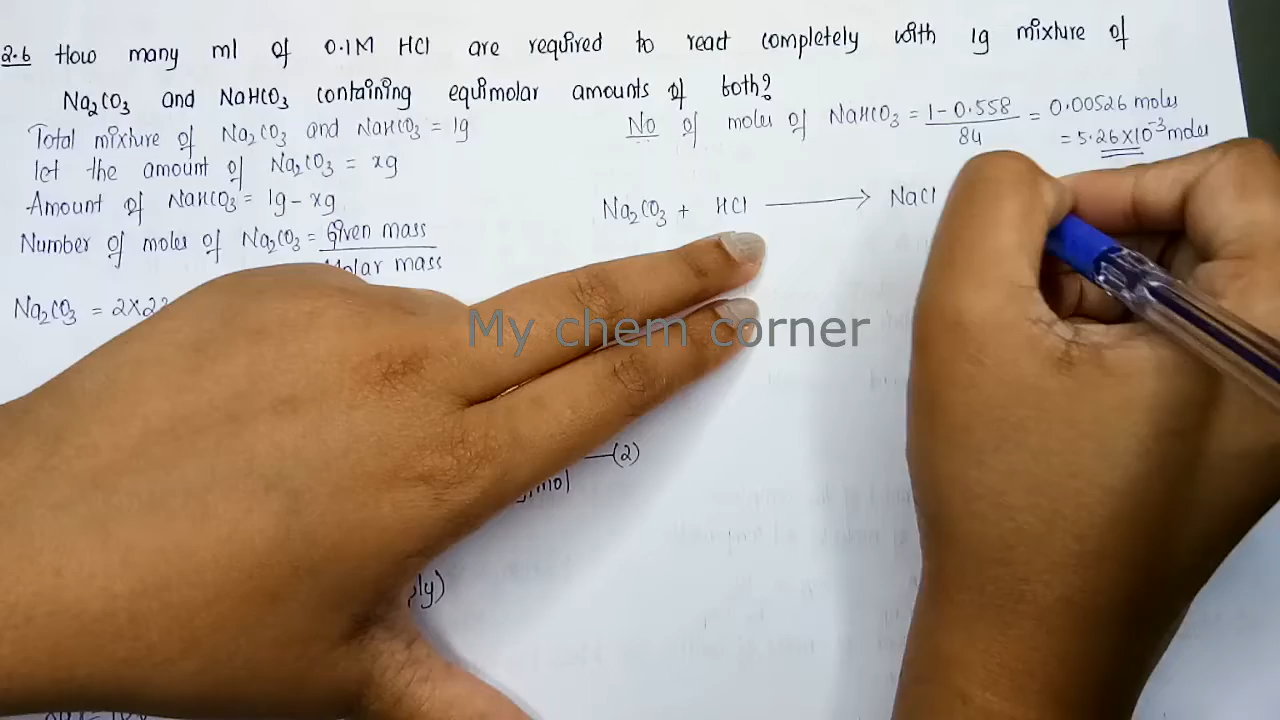 2.6 How many ml of 0.1M HCl are required to react completely with 1g mixture of
Na₂CO₃ and NaHCO₃ containing equimolar amounts of both?
Total mixture of Na₂CO₃ and NaHCO₃ = 1g
let the amount of Na₂CO₃ = xg
Amount of NaHCO₃ = 1g - xg
Number of moles of Na₂CO₃ = Given mass
Molar mass
Na₂CO₃ = 2×23
No of moles of NaHCO₃ = 1 - 0.558 / 84 = 0.00526 moles
= 5.26×10⁻³ moles
Na₂CO₃ + HCl ⟶ NaCl
My chem corner
—(2)